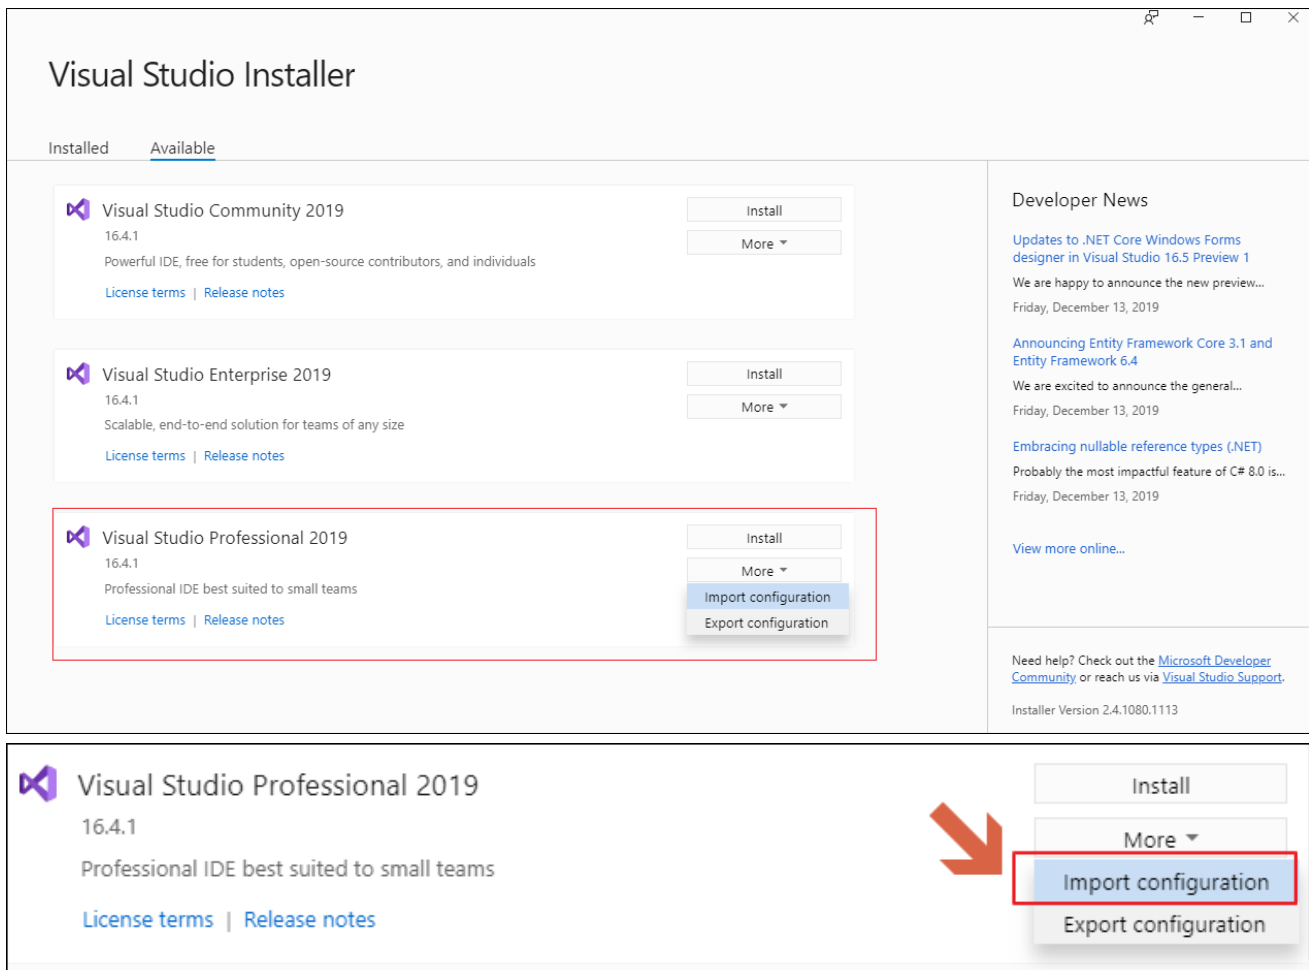 Visual Studio Installer
Installed Available
Visual Studio Community 2019
16.4.1
Powerful IDE, free for students, open-source contributors, and individuals
License terms | Release notes
Install
More
Visual Studio Enterprise 2019
16.4.1
Scalable, end-to-end solution for teams of any size
License terms | Release notes
Install
More
Visual Studio Professional 2019
16.4.1
Professional IDE best suited to small teams
License terms | Release notes
Install
More
Import configuration
Export configuration
Developer News
Updates to .NET Core Windows Forms
designer in Visual Studio 16.5 Preview 1
We are happy to announce the new preview...
Friday, December 13, 2019
Announcing Entity Framework Core 3.1 and
Entity Framework 6.4
We are excited to announce the general...
Friday, December 13, 2019
Embracing nullable reference types (.NET)
Probably the most impactful feature of C# 8.0 is...
Friday, December 13, 2019
View more online...
Need help? Check out the Microsoft Developer
Community or reach us via Visual Studio Support.
Installer Version 2.4.1080.1113
Visual Studio Professional 2019
16.4.1
Professional IDE best suited to small teams
License terms | Release notes
Install
More
Import configuration
Export configuration